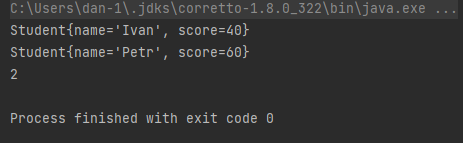 C:\Users\dan-1\.jdks\corretto-1.8.0_322\bin\java.exe ...
Student{name='Ivan', score=40}
Student{name='Petr', score=60}
2
Process finished with exit code 0